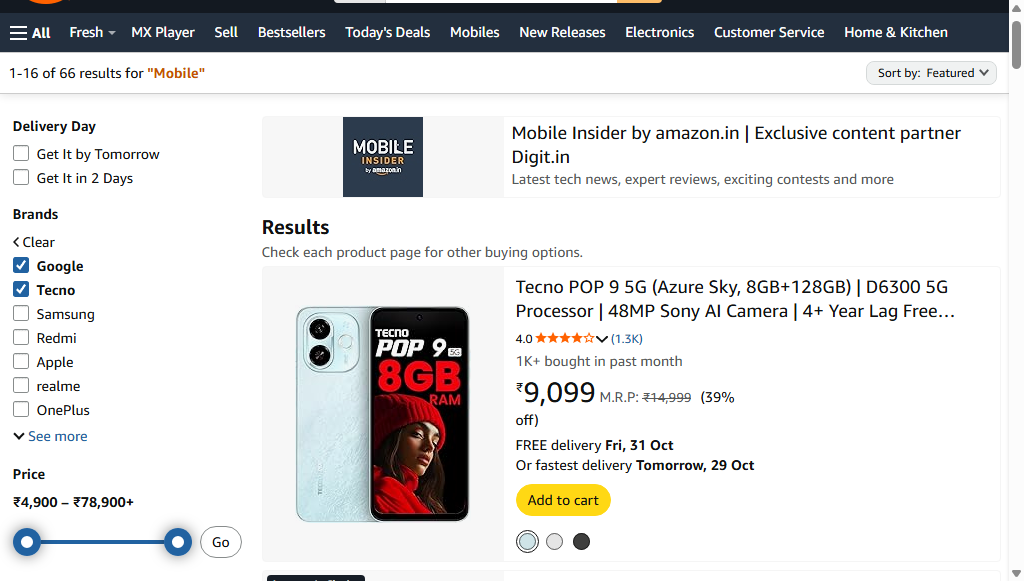 All
Fresh
MX Player
Sell
Bestsellers
Today's Deals
Mobiles
New Releases
Electronics
Customer Service
Home & Kitchen
1-16 of 66 results for "Mobile"
Sort by: Featured
Delivery Day
Get It by Tomorrow
Get It in 2 Days
Brands
Clear
Google
Tecno
Samsung
Redmi
Apple
realme
OnePlus
See more
Price
₹4,900 – ₹78,900+
Go
MOBILE
INSIDER
by amazon.in
Mobile Insider by amazon.in | Exclusive content partner
Digit.in
Latest tech news, expert reviews, exciting contests and more
Results
Check each product page for other buying options.
TECNO
POP 9 5G
8GB
RAM
TECNO
Tecno POP 9 5G (Azure Sky, 8GB+128GB) | D6300 5G
Processor | 48MP Sony AI Camera | 4+ Year Lag Free…
4.0 (1.3K)
1K+ bought in past month
₹9,099 M.R.P: ₹14,999 (39%
off)
FREE delivery Fri, 31 Oct
Or fastest delivery Tomorrow, 29 Oct
Add to cart